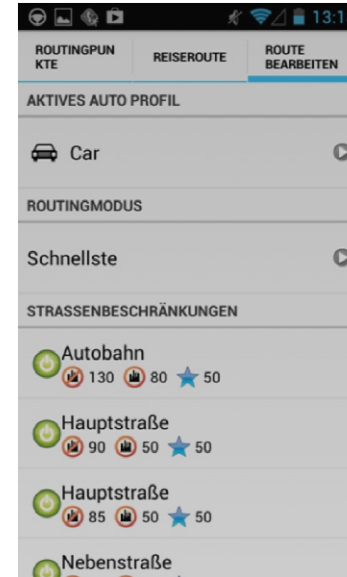 13:1
ROUTINGPUN
KTE
REISEROUTE
ROUTE
BEARBEITEN
AKTIVES AUTO PROFIL
Car
ROUTINGMODUS
Schnellste
STRASSENBESCHRÄNKUNGEN
Autobahn
130 80 50
Hauptstraße
90 50 50
Hauptstraße
85 50 50
Nebenstraße